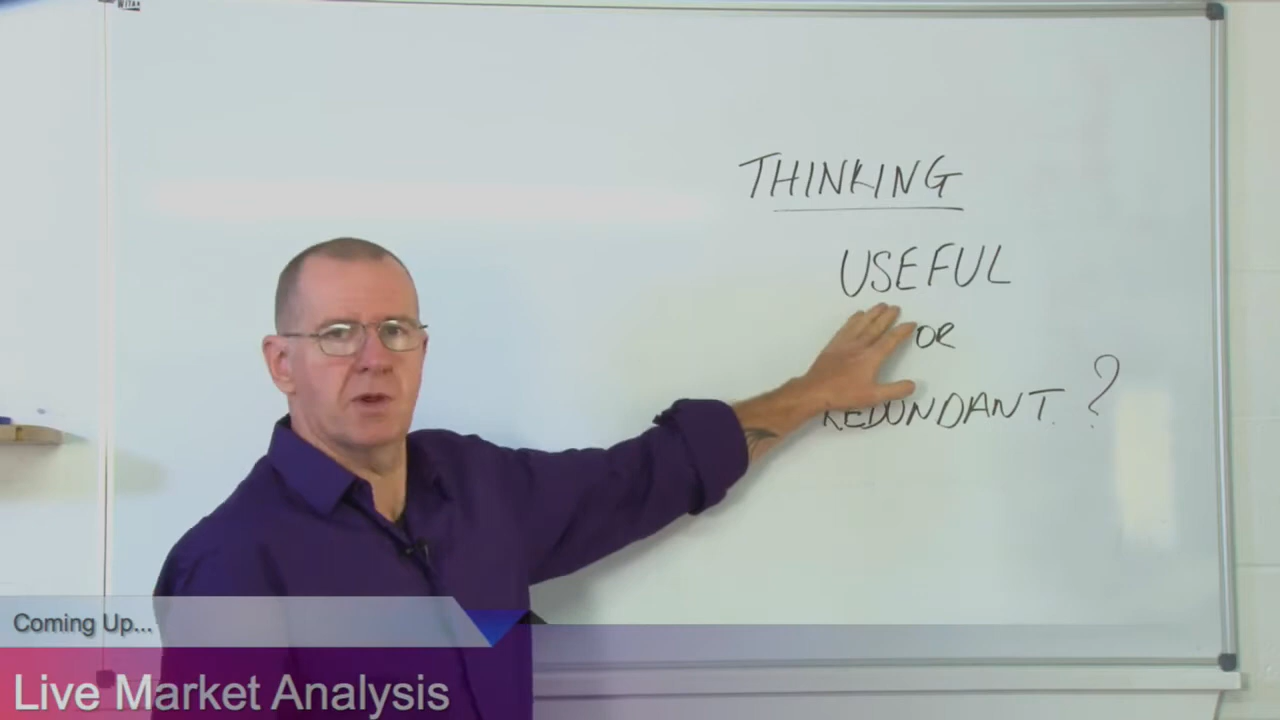 THINKING
USEFUL
OR
REDUNDANT. ?
Coming Up...
Live Market Analysis